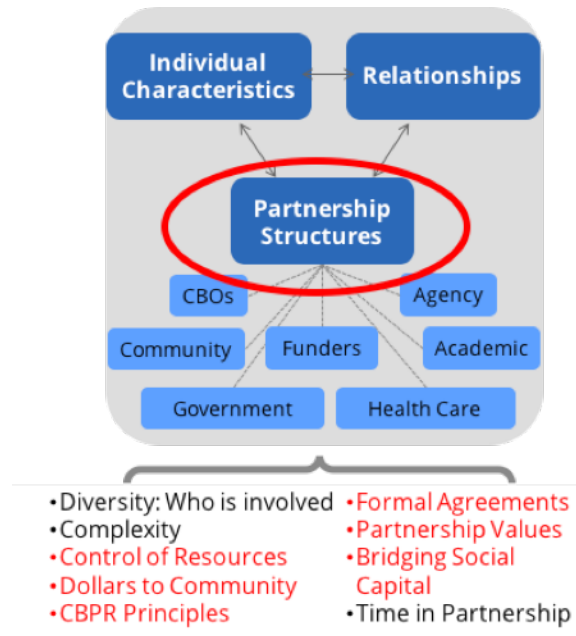 Individual
Characteristics
Relationships
Partnership
Structures
CBOs
Agency
Community
Funders
Academic
Government
Health Care
•Diversity: Who is involved
•Complexity
•Control of Resources
•Dollars to Community
•CBPR Principles
•Formal Agreements
•Partnership Values
•Bridging Social
Capital
•Time in Partnership